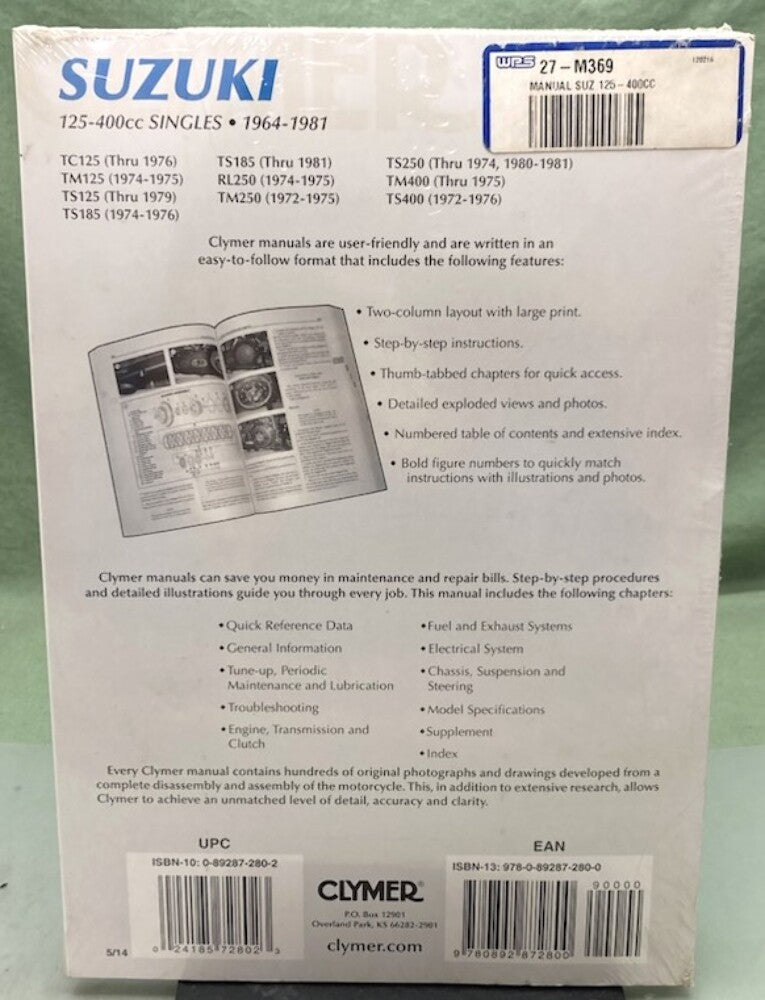 SUZUKI
125-400cc SINGLES • 1964-1981
WPS 27-M369
120214
MANUAL SUZ 125-400CC
TC125 (Thru 1976)
TM125 (1974-1975)
TS125 (Thru 1979)
TS185 (1974-1976)
TS185 (Thru 1981)
RL250 (1974-1975)
TM250 (1972-1975)
TS250 (Thru 1974, 1980-1981)
TM400 (Thru 1975)
TS400 (1972-1976)
Clymer manuals are user-friendly and are written in an
easy-to-follow format that includes the following features:
• Two-column layout with large print.
• Step-by-step instructions.
• Thumb-tabbed chapters for quick access.
• Detailed exploded views and photos.
• Numbered table of contents and extensive index.
• Bold figure numbers to quickly match
instructions with illustrations and photos.
Clymer manuals can save you money in maintenance and repair bills. Step-by-step procedures
and detailed illustrations guide you through every job. This manual includes the following chapters:
• Quick Reference Data
• General Information
• Tune-up, Periodic
Maintenance and Lubrication
• Troubleshooting
• Engine, Transmission and
Clutch
• Fuel and Exhaust Systems
• Electrical System
• Chassis, Suspension and
Steering
• Model Specifications
• Supplement
• Index
Every Clymer manual contains hundreds of original photographs and drawings developed from a
complete disassembly and assembly of the motorcycle. This, in addition to extensive research, allows
Clymer to achieve an unmatched level of detail, accuracy and clarity.
UPC
ISBN-10: 0-89287-280-2
0 24185 72802 3
5/14
CLYMER®
P.O. Box 12901
Overland Park, KS 66282-2901
clymer.com
EAN
ISBN-13: 978-0-89287-280-0
90000
9 780892 872800